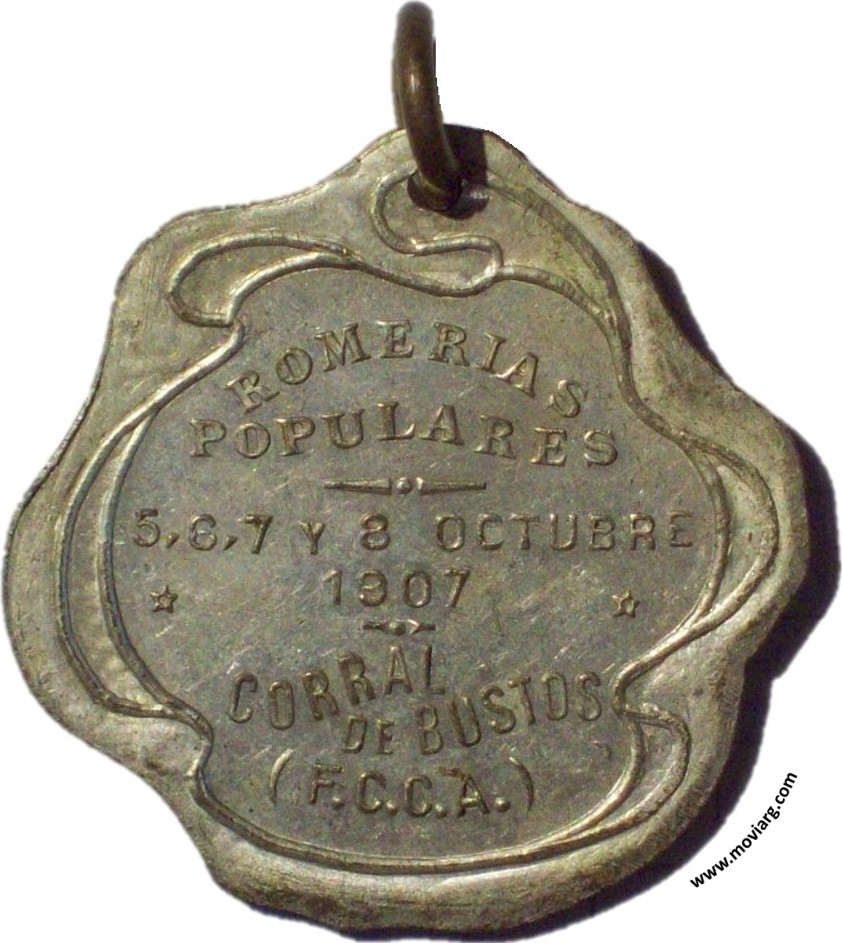 ROMERIAS
POPULARES
5,6,7 Y 8 OCTUBRE
1907
CORRAL
DE BUSTOS
(F.C.C.A.)
www.moviarg.com